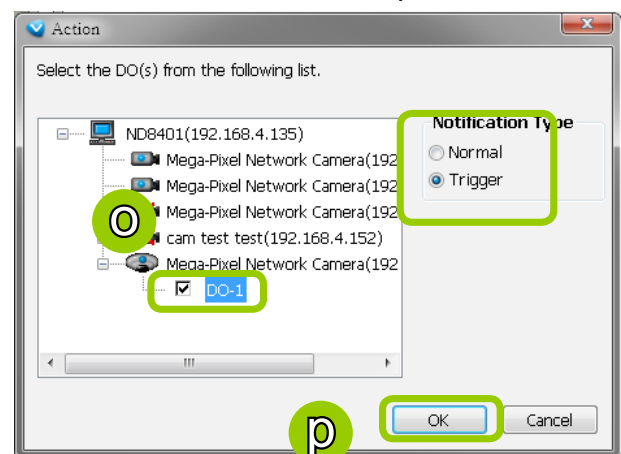 Action
Select the DO(s) from the following list.
ND8401(192.168.4.135)
Mega-Pixel Network Camera(192
Mega-Pixel Network Camera(192
Mega-Pixel Network Camera(192
cam test test(192.168.4.152)
Mega-Pixel Network Camera(192
DO-1
Notification Type
Normal
Trigger
o
p
OK
Cancel